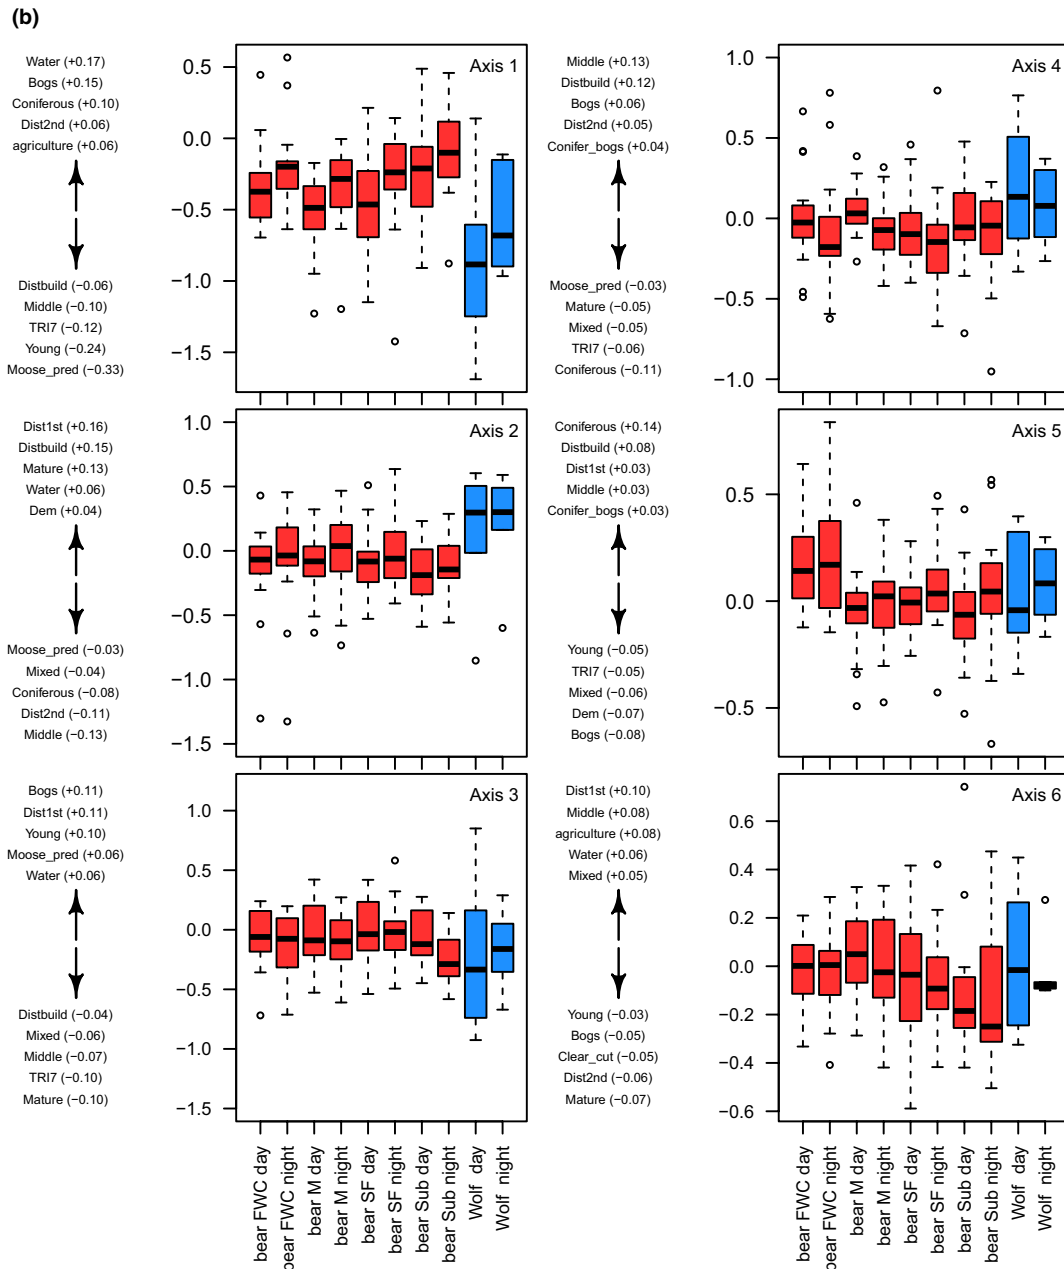 (b)
Water (+0.17)
Bogs (+0.15)
Coniferous (+0.10)
Dist2nd (+0.06)
agriculture (+0.06)
Distbuild (−0.06)
Middle (−0.10)
TRI7 (−0.12)
Young (−0.24)
Moose_pred (−0.33)
0.5
0.0
−0.5
−1.0
−1.5
Axis 1
Middle (+0.13)
Distbuild (+0.12)
Bogs (+0.06)
Dist2nd (+0.05)
Conifer_bogs (+0.04)
Moose_pred (−0.03)
Mature (−0.05)
Mixed (−0.05)
TRI7 (−0.06)
Coniferous (−0.11)
1.0
0.5
0.0
−0.5
−1.0
Axis 4
Dist1st (+0.16)
Distbuild (+0.15)
Mature (+0.13)
Water (+0.06)
Dem (+0.04)
Moose_pred (−0.03)
Mixed (−0.04)
Coniferous (−0.08)
Dist2nd (−0.11)
Middle (−0.13)
1.0
0.5
0.0
−0.5
−1.0
−1.5
Axis 2
Coniferous (+0.14)
Distbuild (+0.08)
Dist1st (+0.03)
Middle (+0.03)
Conifer_bogs (+0.03)
Young (−0.05)
TRI7 (−0.05)
Mixed (−0.06)
Dem (−0.07)
Bogs (−0.08)
0.5
0.0
−0.5
Axis 5
Bogs (+0.11)
Dist1st (+0.11)
Young (+0.10)
Moose_pred (+0.06)
Water (+0.06)
Distbuild (−0.04)
Mixed (−0.06)
Middle (−0.07)
TRI7 (−0.10)
Mature (−0.10)
1.0
0.5
0.0
−0.5
−1.0
−1.5
Axis 3
Dist1st (+0.10)
Middle (+0.08)
agriculture (+0.08)
Water (+0.06)
Mixed (+0.05)
Young (−0.03)
Bogs (−0.05)
Clear_cut (−0.05)
Dist2nd (−0.06)
Mature (−0.07)
0.6
0.4
0.2
0.0
−0.2
−0.4
−0.6
Axis 6
bear FWC day
bear FWC night
bear M day
bear M night
bear SF day
bear SF night
bear Sub day
bear Sub night
Wolf day
Wolf night
bear FWC day
bear FWC night
bear M day
bear M night
bear SF day
bear SF night
bear Sub day
bear Sub night
Wolf day
Wolf night